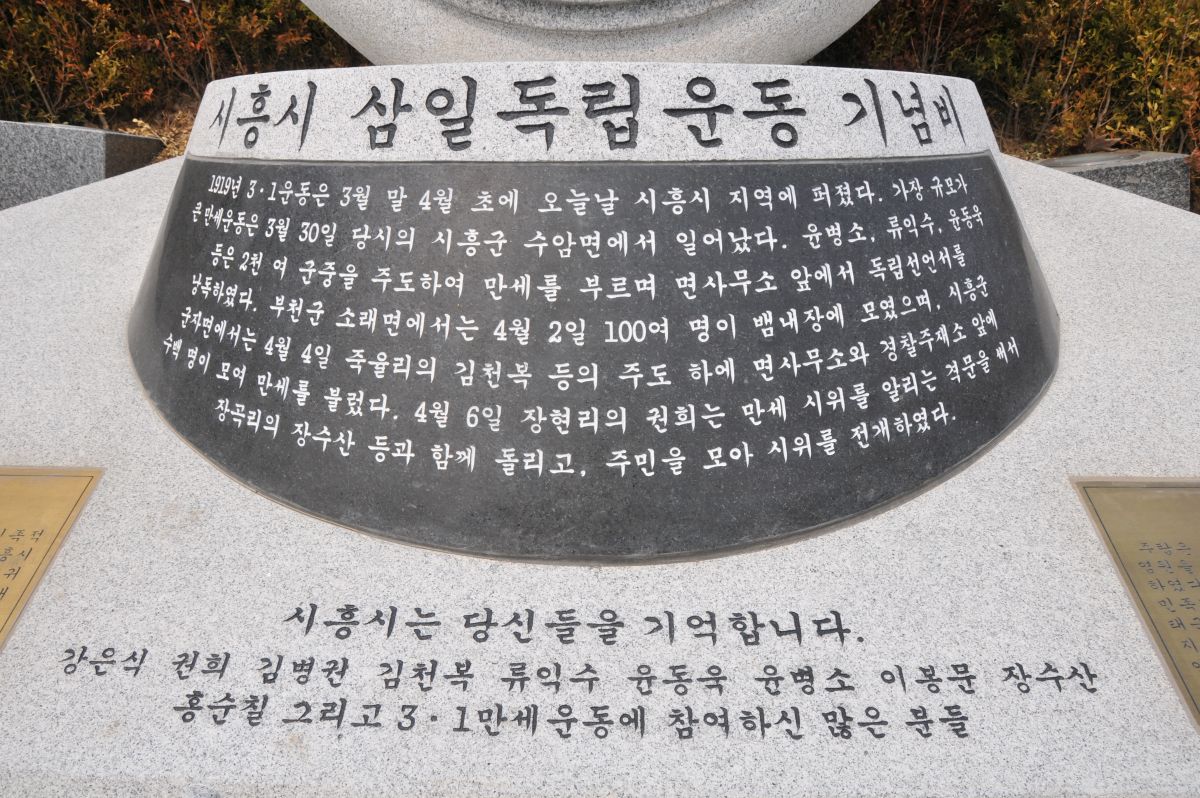 시흥시 삼일독립운동 기념비
1919년 3·1운동은 3월 말 4월 초에 오늘날 시흥시 지역에 퍼졌다. 가장 규모가
큰 만세운동은 3월 30일 당시의 시흥군 수암면에서 일어났다. 윤병소, 류익수, 윤동욱
등은 2천 여 군중을 주도하여 만세를 부르며 면사무소 앞에서 독립선언서를
낭독하였다. 부천군 소래면에서는 4월 2일 100여 명이 뱀내장에 모였으며, 시흥군
군자면에서는 4월 4일 죽율리의 김천복 등의 주도 하에 면사무소와 경찰주재소 앞에
수백 명이 모여 만세를 불렀다. 4월 6일 장현리의 권희는 만세 시위를 알리는 격문을 써서
장곡리의 장수산 등과 함께 돌리고, 주민을 모아 시위를 전개하였다.
시흥시는 당신들을 기억합니다.
강은식 권희 김병권 김천복 류익수 윤동욱 윤병소 이봉문 장수산
홍순칠 그리고 3·1만세운동에 참여하신 많은 분들
흥시
영원을
하였다
민족